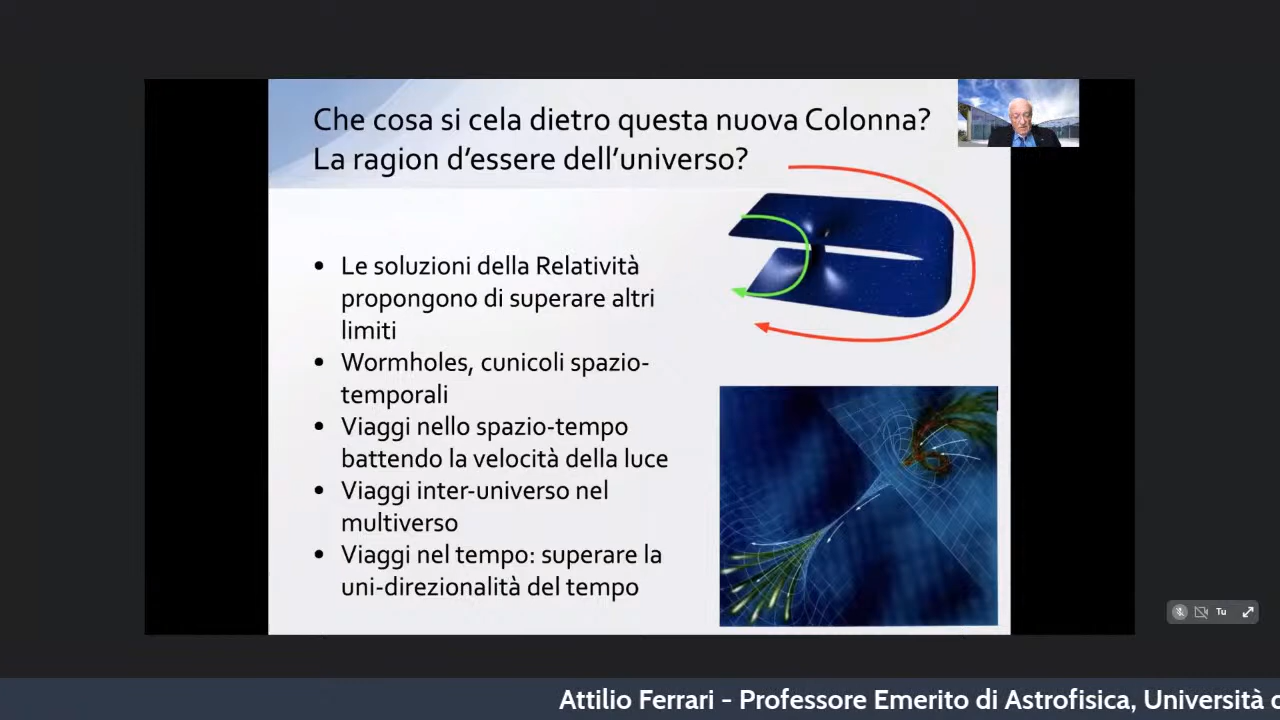 Che cosa si cela dietro questa nuova Colonna?
La ragion d’essere dell’universo?
• Le soluzioni della Relatività
propongono di superare altri
limiti
• Wormholes, cunicoli spazio-
temporali
• Viaggi nello spazio-tempo
battendo la velocità della luce
• Viaggi inter-universo nel
multiverso
• Viaggi nel tempo: superare la
uni-direzionalità del tempo
Tu
Attilio Ferrari - Professore Emerito di Astrofisica, Università